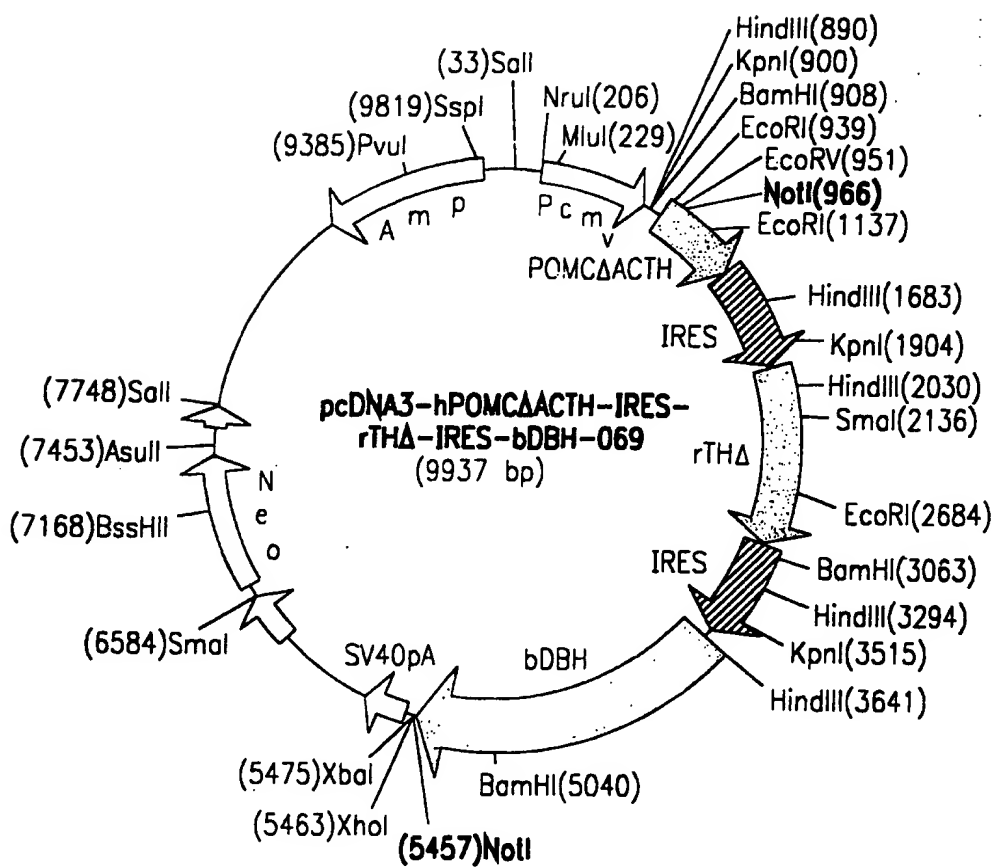 HindIII(890)
KpnI(900)
BamHI(908)
EcoRI(939)
EcoRV(951)
NotI(966)
EcoRI(1137)
(33)SalI
(9819)SspI
(9385)PvuI
NruI(206)
MluI(229)
Amp
Pcmv
POMCΔACTH
HindIII(1683)
IRES
KpnI(1904)
HindIII(2030)
SmaI(2136)
rTHΔ
EcoRI(2684)
IRES
BamHI(3063)
HindIII(3294)
KpnI(3515)
HindIII(3641)
bDBH
BamHI(5040)
(5457)NotI
(5463)XhoI
(5475)XbaI
SV40pA
(6584)SmaI
Neo
(7168)BssHII
(7453)AsuII
(7748)SalI
pcDNA3-hPOMCΔACTH-IRES-
rTHΔ-IRES-bDBH-069
(9937 bp)